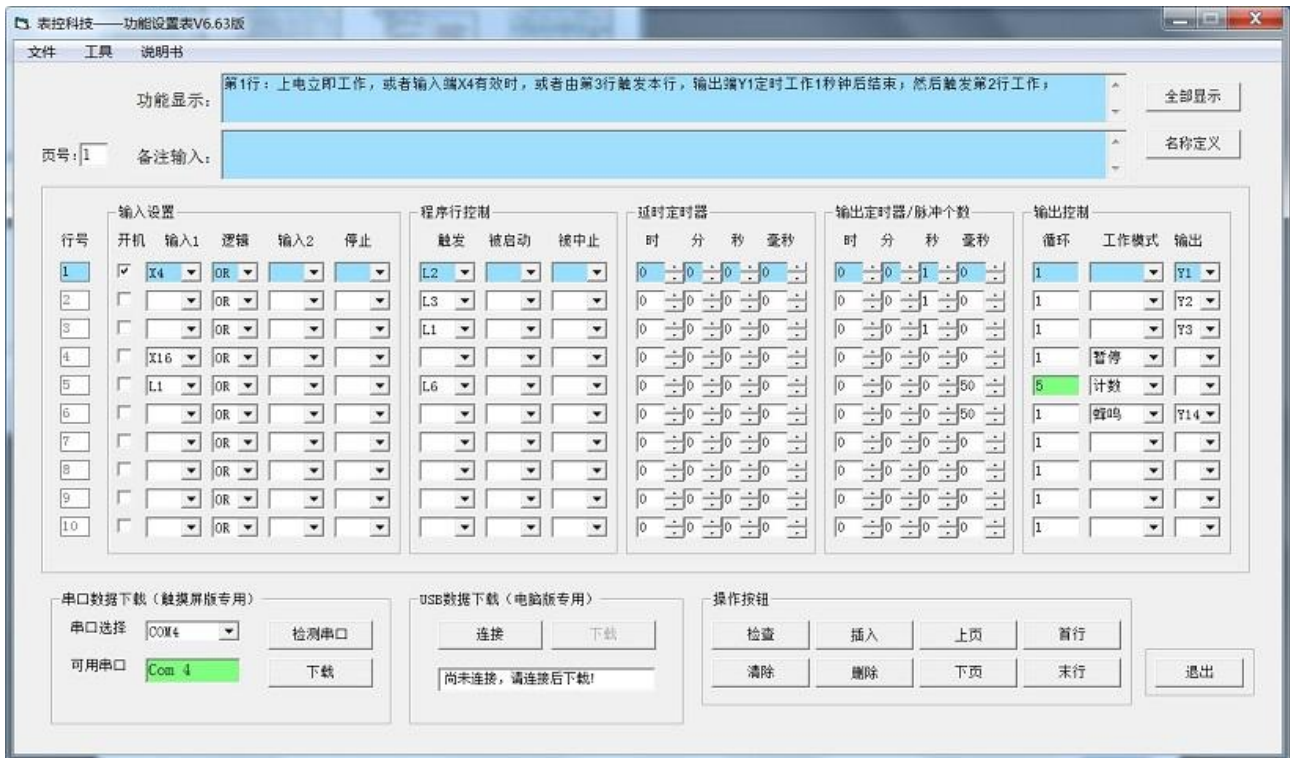 表控科技——功能设置表V6.63版
文件 工具 说明书
功能显示： 第1行：上电立即工作，或者输入端X4有效时，或者由第3行触发本行，输出端Y1定时工作1秒钟后结束；然后触发第2行工作； 全部显示
页号：1 备注输入： 名称定义
输入设置 程序行控制 延时定时器 输出定时器/脉冲个数 输出控制
行号 开机 输入1 逻辑 输入2 停止 触发 被启动 被中止 时 分 秒 毫秒 时 分 秒 毫秒 循环 工作模式 输出
1 X4 OR L2 0 0 0 0 0 0 1 0 1 Y1
2 OR L3 0 0 0 0 0 0 1 0 1 Y2
3 OR L1 0 0 0 0 0 0 1 0 1 Y3
4 X16 OR 0 0 0 0 0 0 0 0 1 暂停
5 L1 OR L6 0 0 0 0 0 0 0 50 5 计数
6 OR 0 0 0 0 0 0 0 50 1 蜂鸣 Y14
7 OR 0 0 0 0 0 0 0 0 1
8 OR 0 0 0 0 0 0 0 0 1
9 OR 0 0 0 0 0 0 0 0 1
10 OR 0 0 0 0 0 0 0 0 1
串口数据下载（触摸屏版专用） USB数据下载（电脑版专用） 操作按钮
串口选择 COM4 检测串口 连接 下载 检查 插入 上页 首行
可用串口 Com 4 下载 尚未连接，请连接后下载! 清除 删除 下页 末行 退出